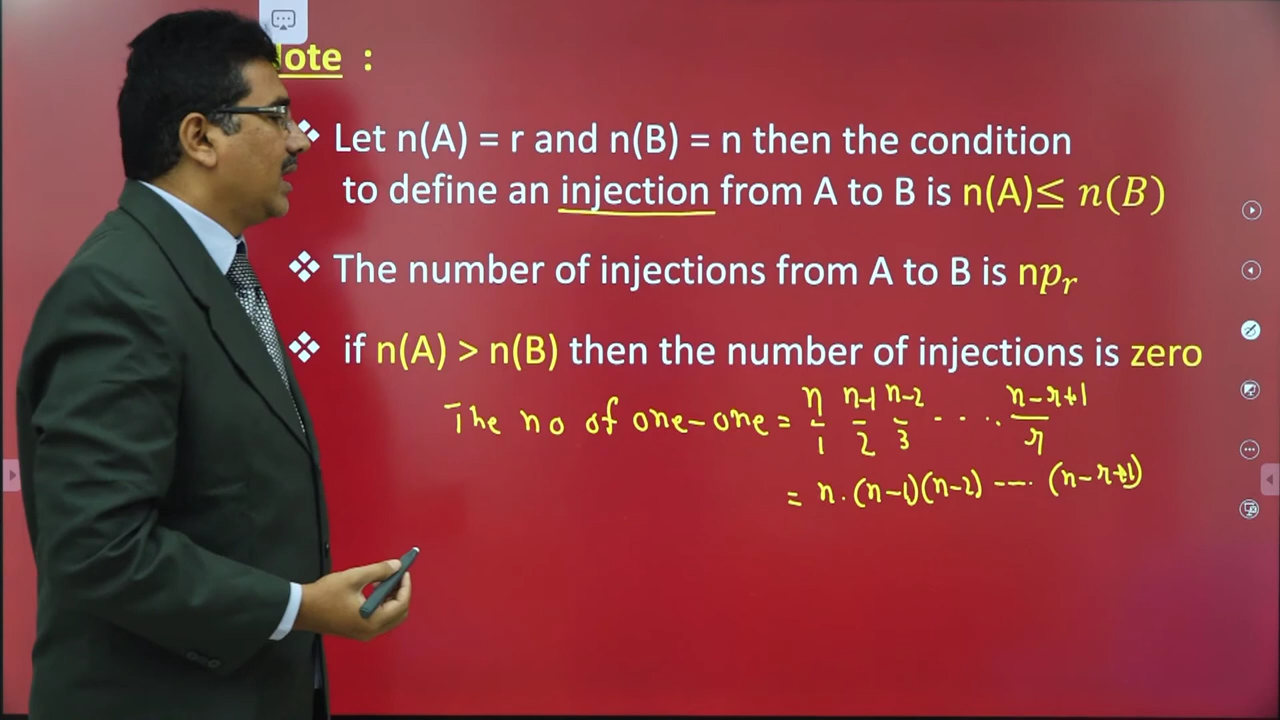 ote :
❖ Let n(A) = r and n(B) = n then the condition
to define an injection from A to B is n(A)≤ n(B)
❖ The number of injections from A to B is npᵣ
❖ if n(A) > n(B) then the number of injections is zero
n n-1 n-2 n-r+1
The no of one-one = — — — - - - .. —
1 2 3 r
= n.(n-1)(n-2) ---. (n-r+1)